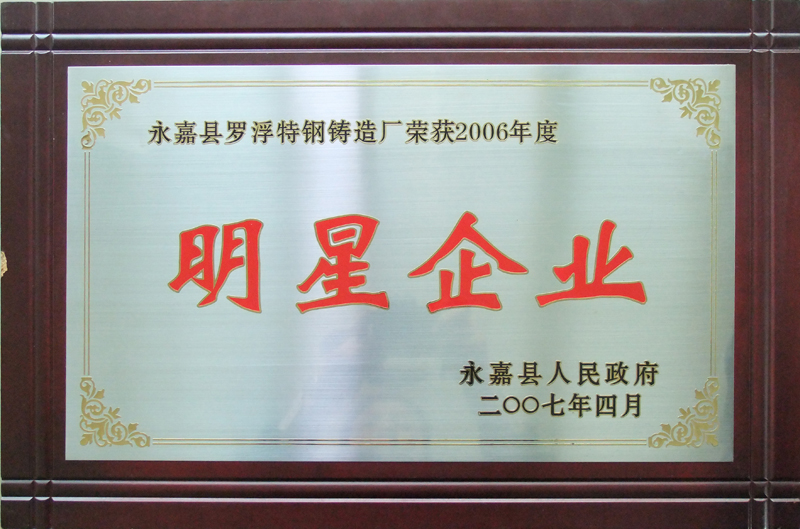 永嘉县罗浮特钢铸造厂荣获2006年度
明星企业
永嘉县人民政府
二〇〇七年四月